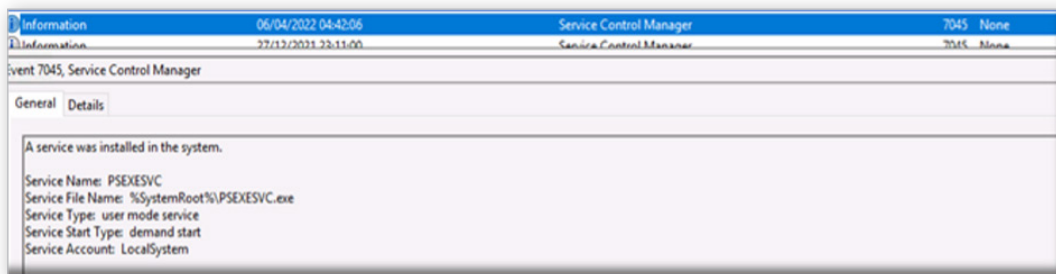 Information 06/04/2022 04:42:06 Service Control Manager 7045 None
Information 27/12/2021 23:11:00 Service Control Manager 7045 None
Event 7045, Service Control Manager
General Details
A service was installed in the system.
Service Name: PSEXESVC
Service File Name: %SystemRoot%\PSEXESVC.exe
Service Type: user mode service
Service Start Type: demand start
Service Account: LocalSystem